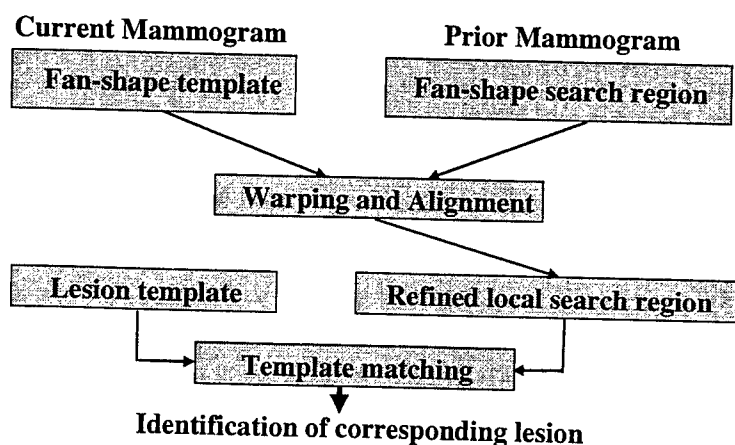 Current Mammogram
Prior Mammogram
Fan-shape template
Fan-shape search region
Warping and Alignment
Lesion template
Refined local search region
Template matching
Identification of corresponding lesion